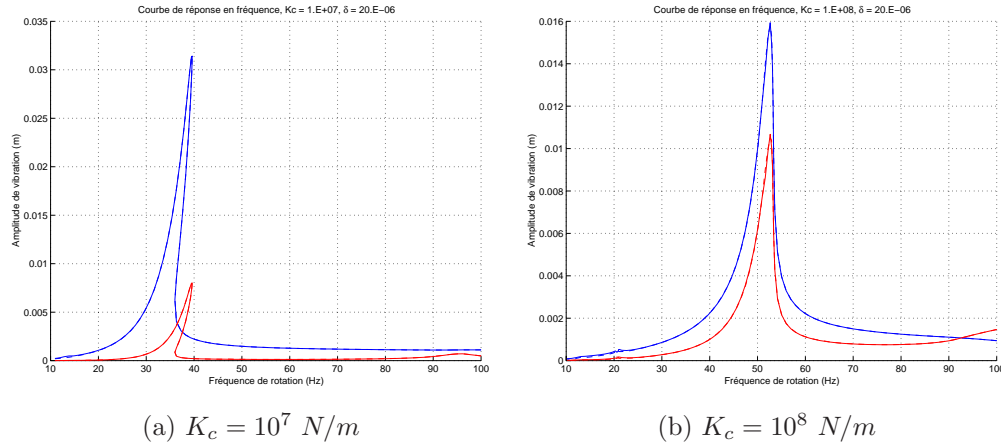 Courbe de réponse en fréquence, Kc = 1.E+07, δ = 20.E-06
Amplitude de vibration (m)
0.035
0.03
0.025
0.02
0.015
0.01
0.005
0
10 20 30 40 50 60 70 80 90 100
Fréquence de rotation (Hz)
(a) Kc = 10^7 N/m
Courbe de réponse en fréquence, Kc = 1.E+08, δ = 20.E-06
Amplitude de vibration (m)
0.016
0.014
0.012
0.01
0.008
0.006
0.004
0.002
0
10 20 30 40 50 60 70 80 90 100
Fréquence de rotation (Hz)
(b) Kc = 10^8 N/m